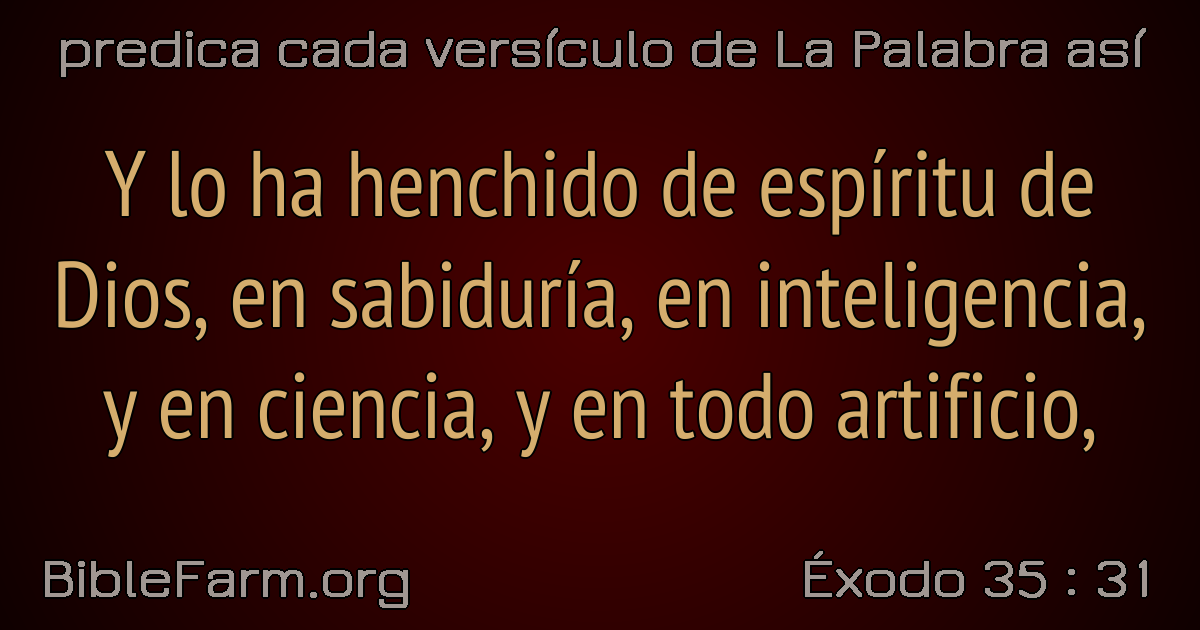 predica cada versículo de La Palabra así
Y lo ha henchido de espíritu de
Dios, en sabiduría, en inteligencia,
y en ciencia, y en todo artificio,
BibleFarm.org
Éxodo 35 : 31